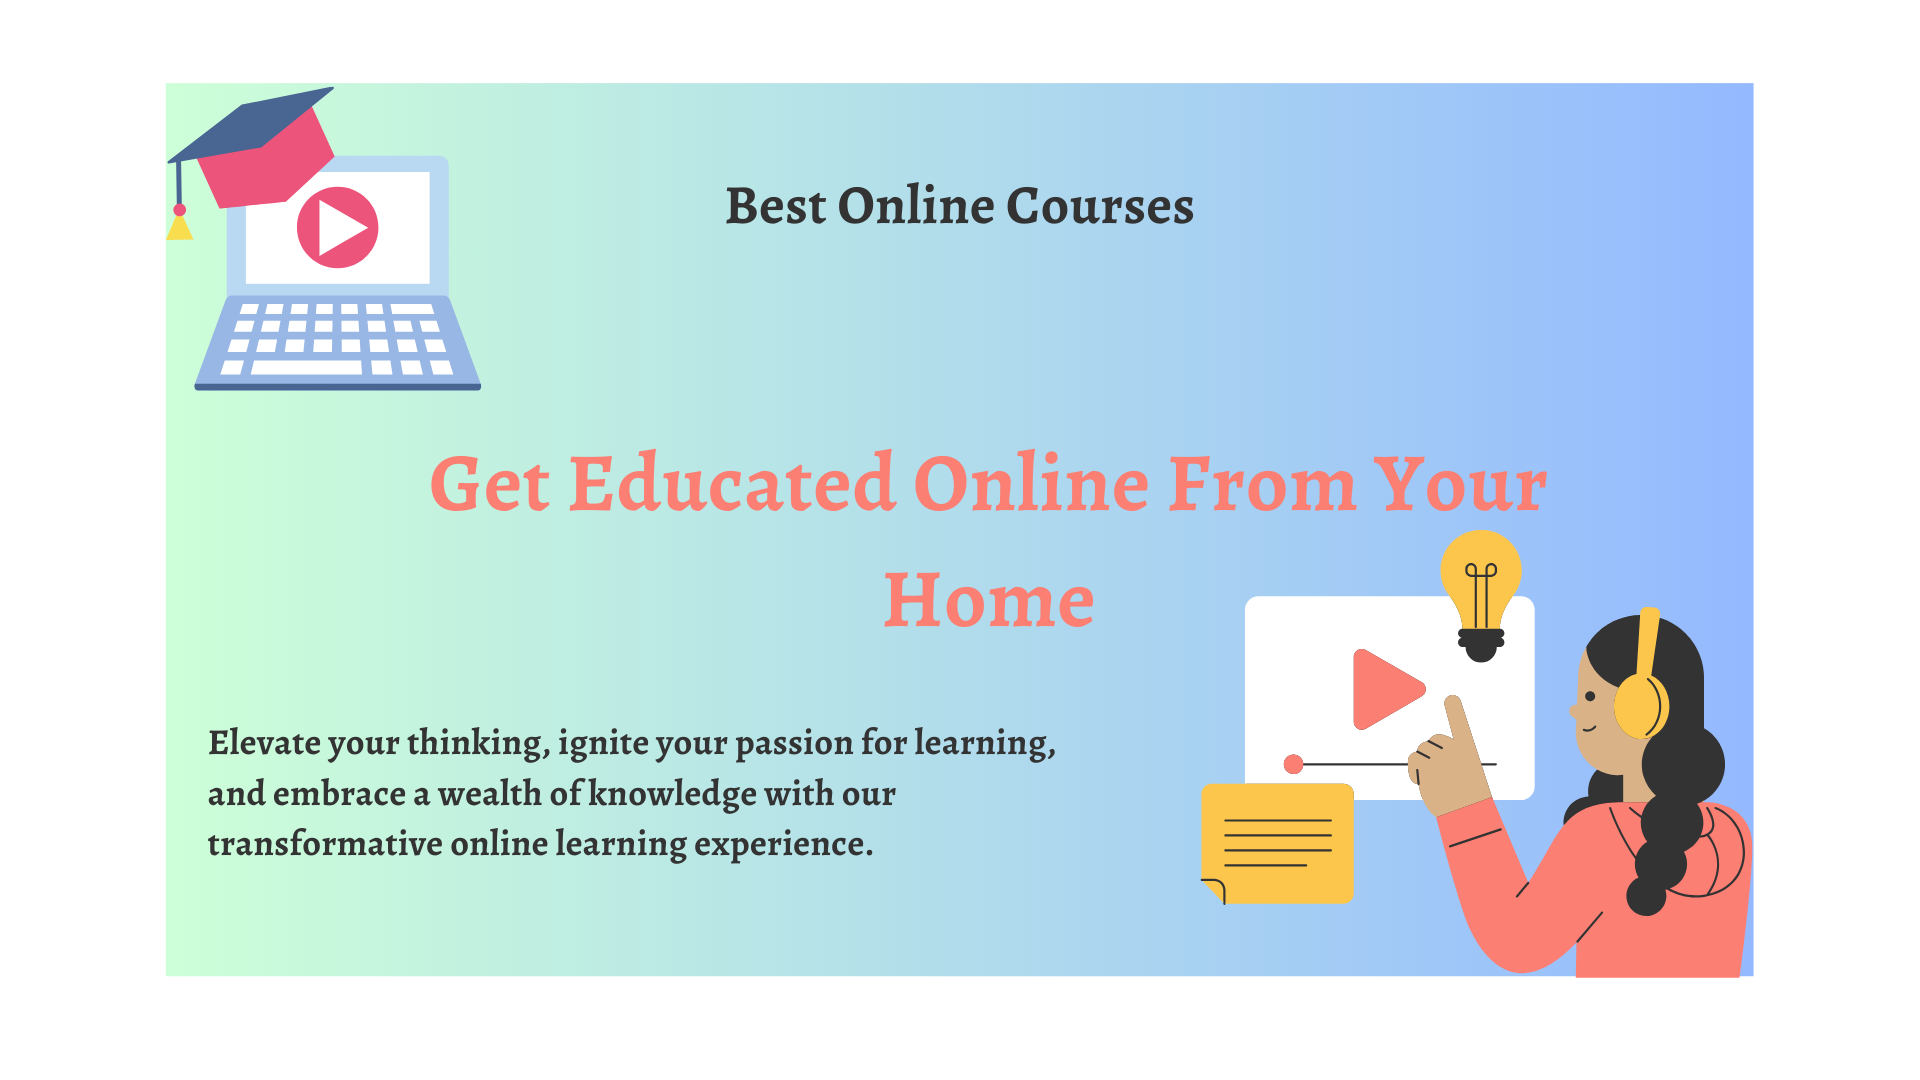 Best Online Courses
Get Educated Online From Your
Home
Elevate your thinking, ignite your passion for learning,
and embrace a wealth of knowledge with our
transformative online learning experience.